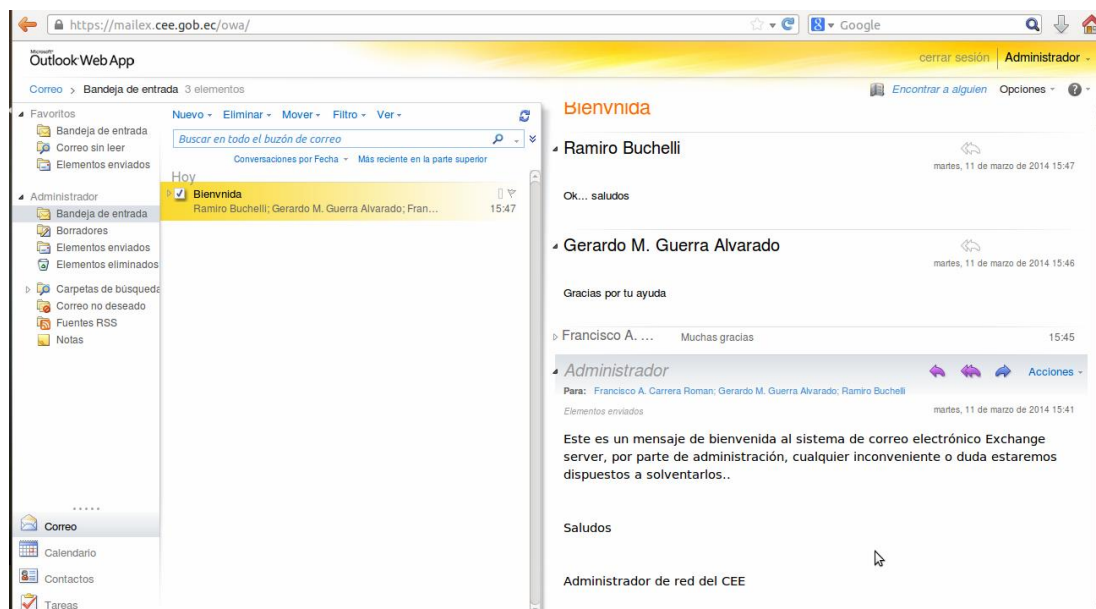 https://mailex.cee.gob.ec/owa/
Google
Microsoft®
Outlook Web App
cerrar sesión
Administrador
Correo > Bandeja de entrada 3 elementos
Encontrar a alguien
Opciones
Favoritos
Bandeja de entrada
Correo sin leer
Elementos enviados
Administrador
Bandeja de entrada
Borradores
Elementos enviados
Elementos eliminados
Carpetas de búsqueda
Correo no deseado
Fuentes RSS
Notas
Correo
Calendario
Contactos
Tareas
Nuevo Eliminar Mover Filtro Ver
Buscar en todo el buzón de correo
Conversaciones por Fecha Más reciente en la parte superior
Hoy
Bienvnida
Ramiro Buchelli; Gerardo M. Guerra Alvarado; Fran... 15:47
Bienvnida
Ramiro Buchelli
martes, 11 de marzo de 2014 15:47
Ok... saludos
Gerardo M. Guerra Alvarado
martes, 11 de marzo de 2014 15:46
Gracias por tu ayuda
Francisco A. ... Muchas gracias 15:45
Administrador
Acciones
Para: Francisco A. Carrera Roman; Gerardo M. Guerra Alvarado; Ramiro Buchelli
Elementos enviados martes, 11 de marzo de 2014 15:41
Este es un mensaje de bienvenida al sistema de correo electrónico Exchange
server, por parte de administración, cualquier inconveniente o duda estaremos
dispuestos a solventarlos..
Saludos
Administrador de red del CEE